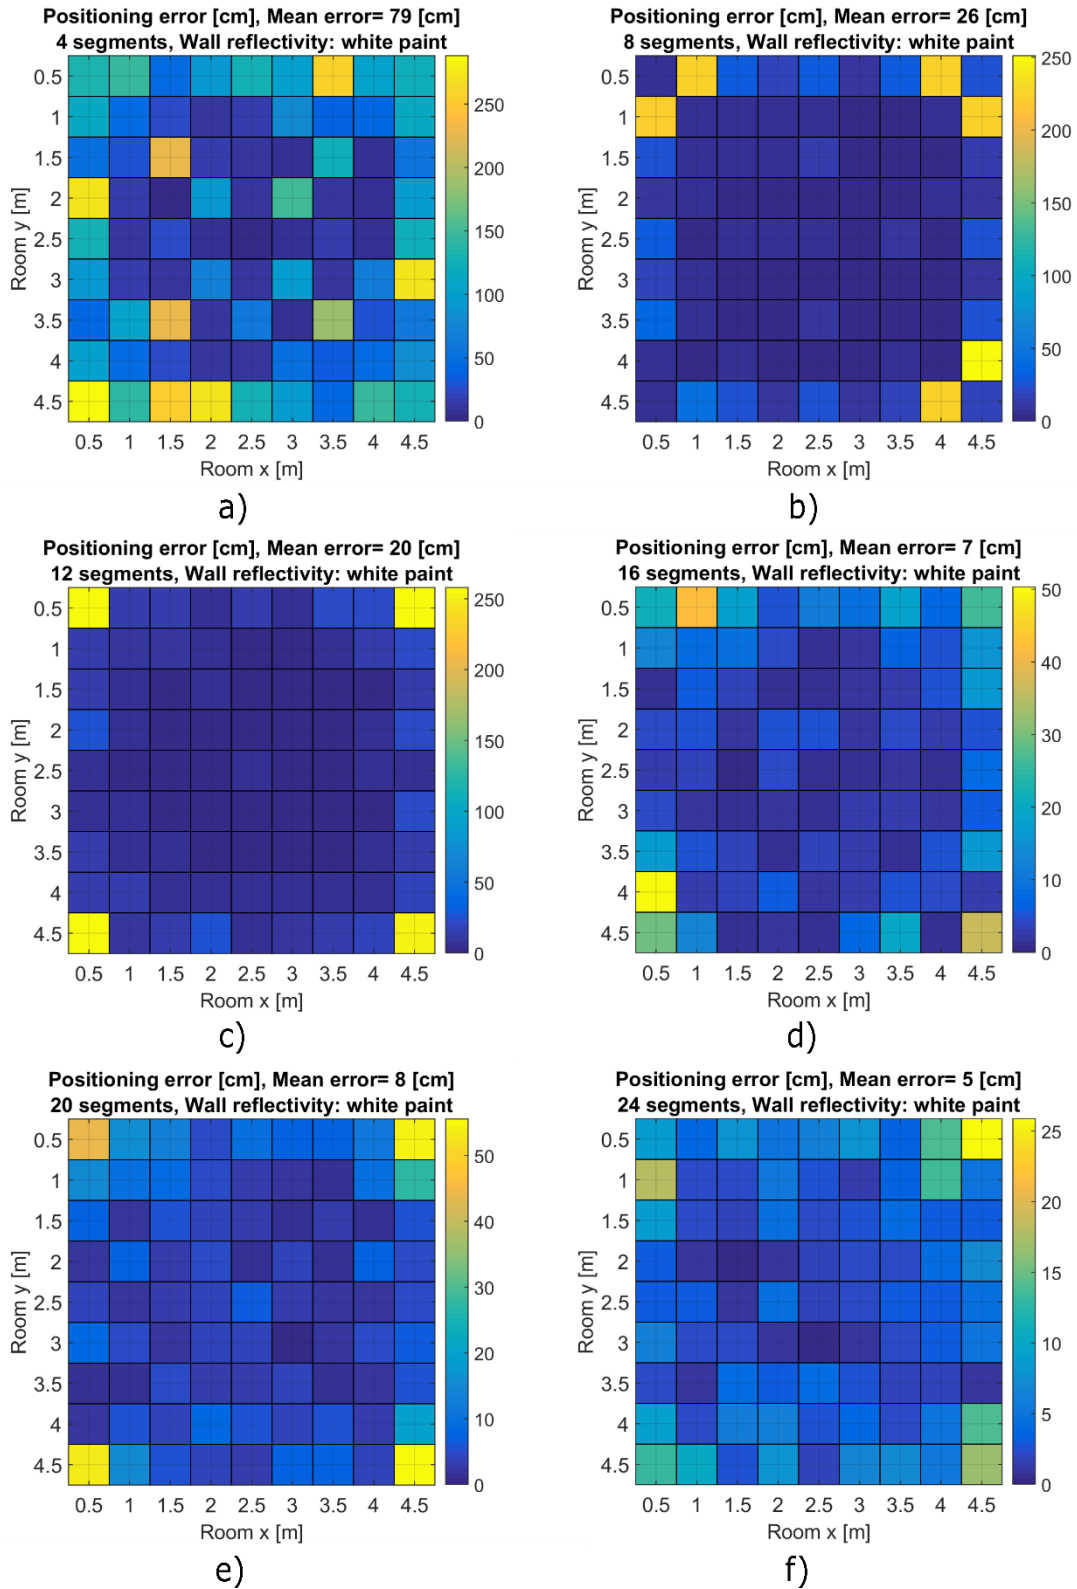 Positioning error [cm], Mean error= 79 [cm]
4 segments, Wall reflectivity: white paint
0.5
1
1.5
2
2.5
3
3.5
4
4.5
Room y [m]
0.5 1 1.5 2 2.5 3 3.5 4 4.5
Room x [m]
250
200
150
100
50
0
a)
Positioning error [cm], Mean error= 26 [cm]
8 segments, Wall reflectivity: white paint
0.5
1
1.5
2
2.5
3
3.5
4
4.5
Room y [m]
0.5 1 1.5 2 2.5 3 3.5 4 4.5
Room x [m]
250
200
150
100
50
0
b)
Positioning error [cm], Mean error= 20 [cm]
12 segments, Wall reflectivity: white paint
0.5
1
1.5
2
2.5
3
3.5
4
4.5
Room y [m]
0.5 1 1.5 2 2.5 3 3.5 4 4.5
Room x [m]
250
200
150
100
50
0
c)
Positioning error [cm], Mean error= 7 [cm]
16 segments, Wall reflectivity: white paint
0.5
1
1.5
2
2.5
3
3.5
4
4.5
Room y [m]
0.5 1 1.5 2 2.5 3 3.5 4 4.5
Room x [m]
50
40
30
20
10
0
d)
Positioning error [cm], Mean error= 8 [cm]
20 segments, Wall reflectivity: white paint
0.5
1
1.5
2
2.5
3
3.5
4
4.5
Room y [m]
0.5 1 1.5 2 2.5 3 3.5 4 4.5
Room x [m]
50
40
30
20
10
0
e)
Positioning error [cm], Mean error= 5 [cm]
24 segments, Wall reflectivity: white paint
0.5
1
1.5
2
2.5
3
3.5
4
4.5
Room y [m]
0.5 1 1.5 2 2.5 3 3.5 4 4.5
Room x [m]
25
20
15
10
5
0
f)